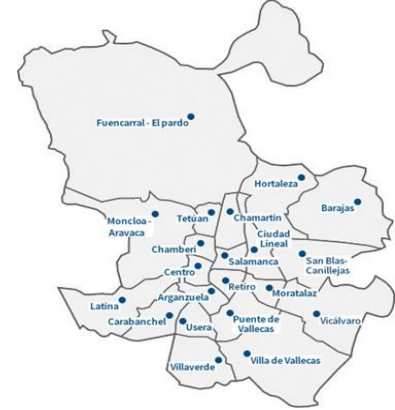 Fuencarral - El pardo
Hortaleza
Barajas
Moncloa -
Aravaca
Tetúan
Chamartín
Ciudad
Lineal
Chamberí
Salamanca
San Blas-
Canillejas
Centro
Retiro
Moratalaz
Latina
Arganzuela
Carabanchel
Usera
Puente de
Vallecas
Vicálvaro
Villaverde
Villa de Vallecas